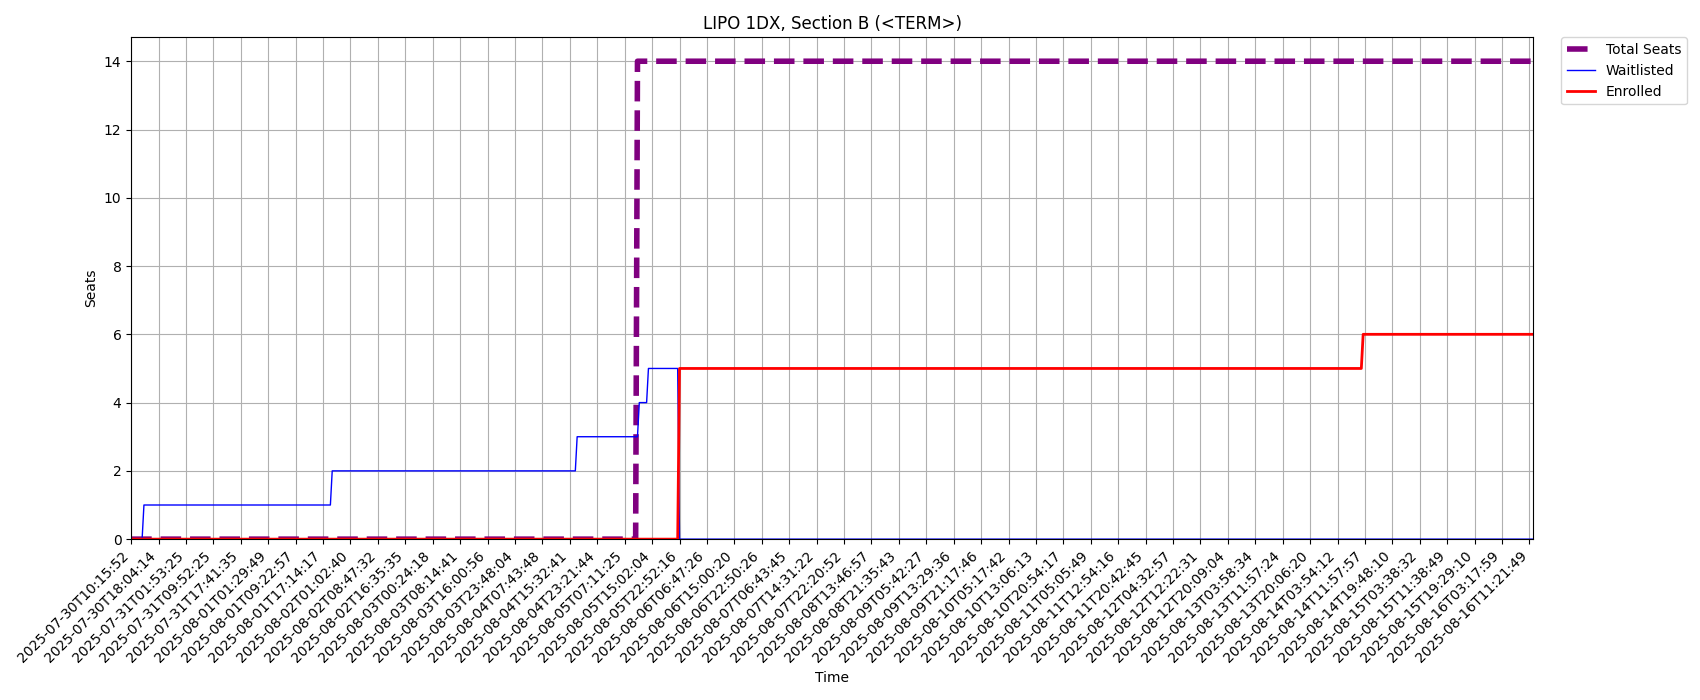 LIPO 1DX, Section B (<TERM>)
Total Seats
Waitlisted
Enrolled
14
12
10
8
6
4
2
0
Seats
2025-07-30T10:15:52
2025-07-30T18:04:14
2025-07-31T01:53:25
2025-07-31T09:52:25
2025-07-31T17:41:35
2025-08-01T01:29:49
2025-08-01T09:22:57
2025-08-01T17:14:17
2025-08-02T01:02:40
2025-08-02T08:47:32
2025-08-02T16:35:35
2025-08-03T00:24:18
2025-08-03T08:14:41
2025-08-03T16:00:56
2025-08-03T23:48:04
2025-08-04T07:43:48
2025-08-04T15:32:41
2025-08-04T23:21:44
2025-08-05T07:11:25
2025-08-05T15:02:04
2025-08-05T22:52:16
2025-08-06T06:47:26
2025-08-06T15:00:20
2025-08-06T22:50:26
2025-08-07T06:43:45
2025-08-07T14:31:22
2025-08-07T22:20:52
2025-08-08T13:46:57
2025-08-08T21:35:43
2025-08-09T05:42:27
2025-08-09T13:29:36
2025-08-09T21:17:46
2025-08-10T05:17:42
2025-08-10T13:06:13
2025-08-10T20:54:17
2025-08-11T05:05:49
2025-08-11T12:54:16
2025-08-11T20:42:45
2025-08-12T04:32:57
2025-08-12T12:22:31
2025-08-12T20:09:04
2025-08-13T03:58:34
2025-08-13T11:57:24
2025-08-13T20:06:20
2025-08-14T03:54:12
2025-08-14T11:57:57
2025-08-14T19:48:10
2025-08-15T03:38:32
2025-08-15T11:38:49
2025-08-15T19:29:10
2025-08-16T03:17:59
2025-08-16T11:21:49
Time